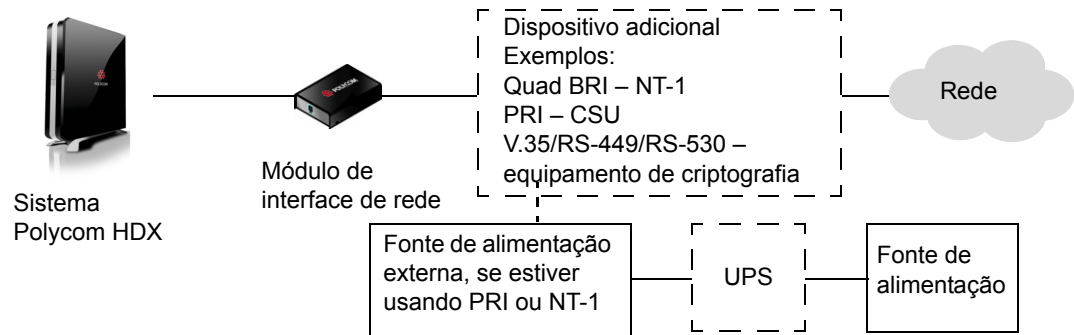 Dispositivo adicional
Exemplos:
Quad BRI – NT-1
PRI – CSU
V.35/RS-449/RS-530 –
equipamento de criptografia
Rede
POLYCOM
POLYCOM
Módulo de
interface de rede
Sistema
Polycom HDX
Fonte de alimentação
externa, se estiver
usando PRI ou NT-1
UPS
Fonte de
alimentação